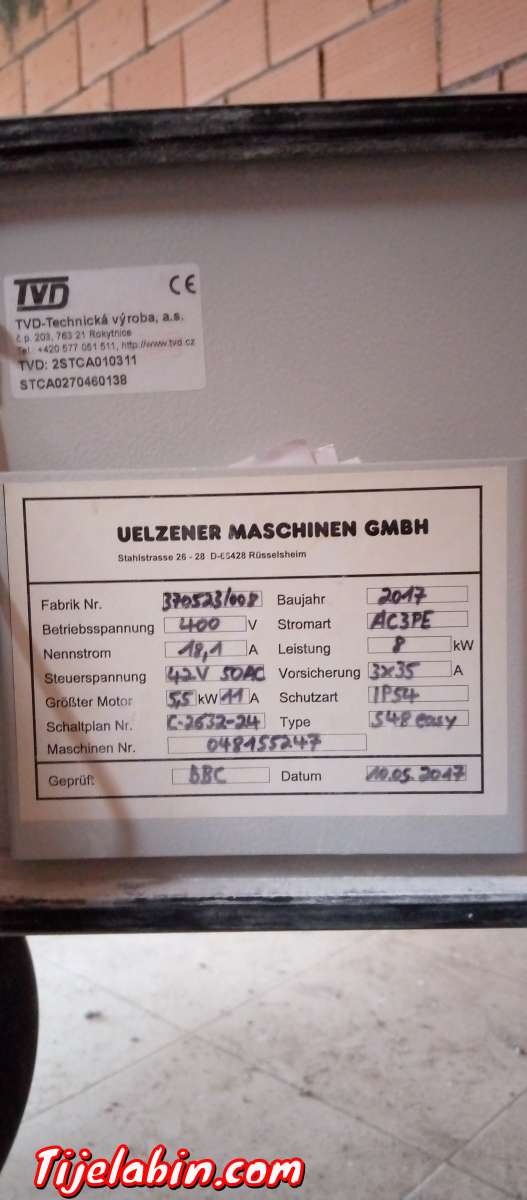 TVD
CE
TVD-Technická výroba, a.s.
č.p. 203, 763 21 Rokytnice
Tel.: +420 577 051 511, http://www.tvd.cz
TVD: 2STCA010311
STCA0270460138
UELZENER MASCHINEN GMBH
Stahlstrasse 26 - 28 D-65428 Rüsselsheim
Fabrik Nr. 370523/008 Baujahr 2017
Betriebsspannung 400 V Stromart AC3PE
Nennstrom 18,1 A Leistung 8 kW
Steuerspannung 42V 50AC Vorsicherung 3x35 A
Größter Motor 5,5 kW 11 A Schutzart IP54
Schaltplan Nr. C-2632-24 Type S48 easy
Maschinen Nr. 048155247
Geprüft BBC Datum 10.05.2017
Tijelabin.com